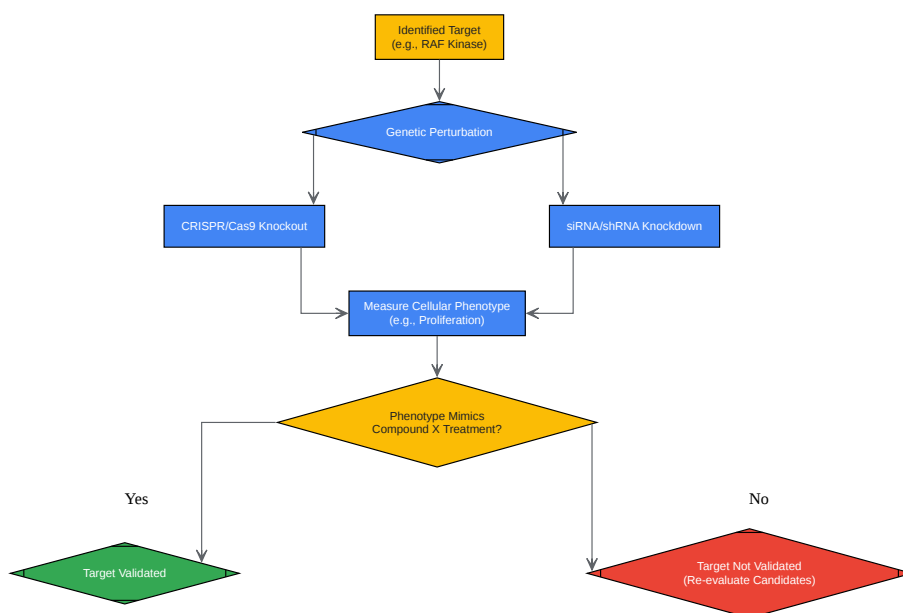 Identified Target
(e.g., RAF Kinase)
Genetic Perturbation
CRISPR/Cas9 Knockout
siRNA/shRNA Knockdown
Measure Cellular Phenotype
(e.g., Proliferation)
Phenotype Mimics
Compound X Treatment?
Yes
No
Target Validated
Target Not Validated
(Re-evaluate Candidates)